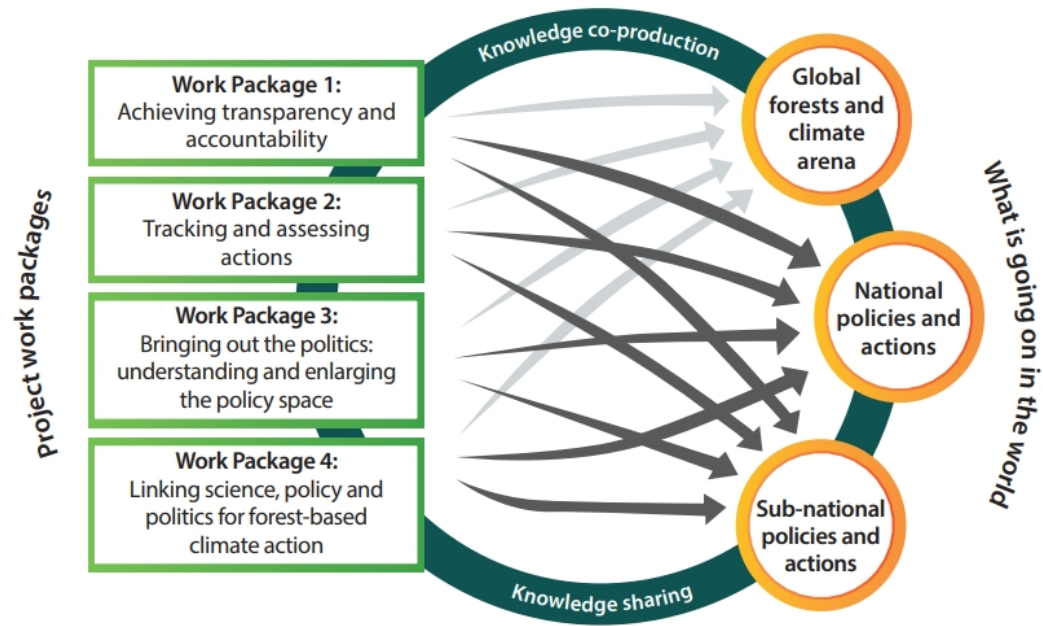 Project work packages
Work Package 1:
Achieving transparency and
accountability
Work Package 2:
Tracking and assessing
actions
Work Package 3:
Bringing out the politics:
understanding and enlarging
the policy space
Work Package 4:
Linking science, policy and
politics for forest-based
climate action
Knowledge co-production
Knowledge sharing
Global
forests and
climate
arena
National
policies and
actions
Sub-national
policies and
actions
What is going on in the world